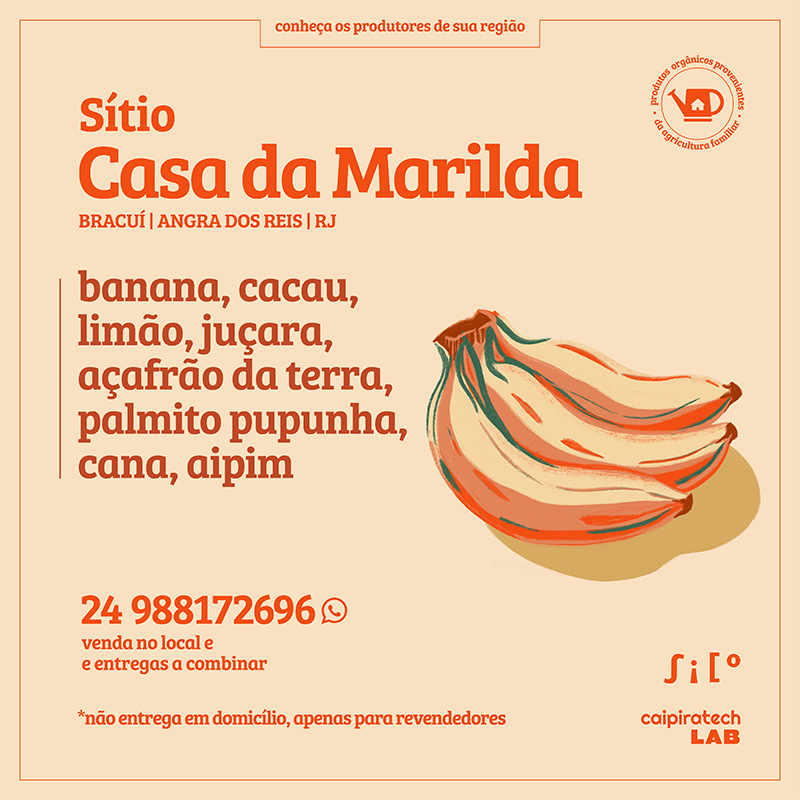 conheça os produtores de sua região
produtos orgânicos provenientes
da agricultura familiar
Sítio
Casa da Marilda
BRACUÍ | ANGRA DOS REIS | RJ
banana, cacau,
limão, juçara,
açafrão da terra,
palmito pupunha,
cana, aipim
24 988172696
venda no local e
e entregas a combinar
*não entrega em domicílio, apenas para revendedores
caipiratech
LAB